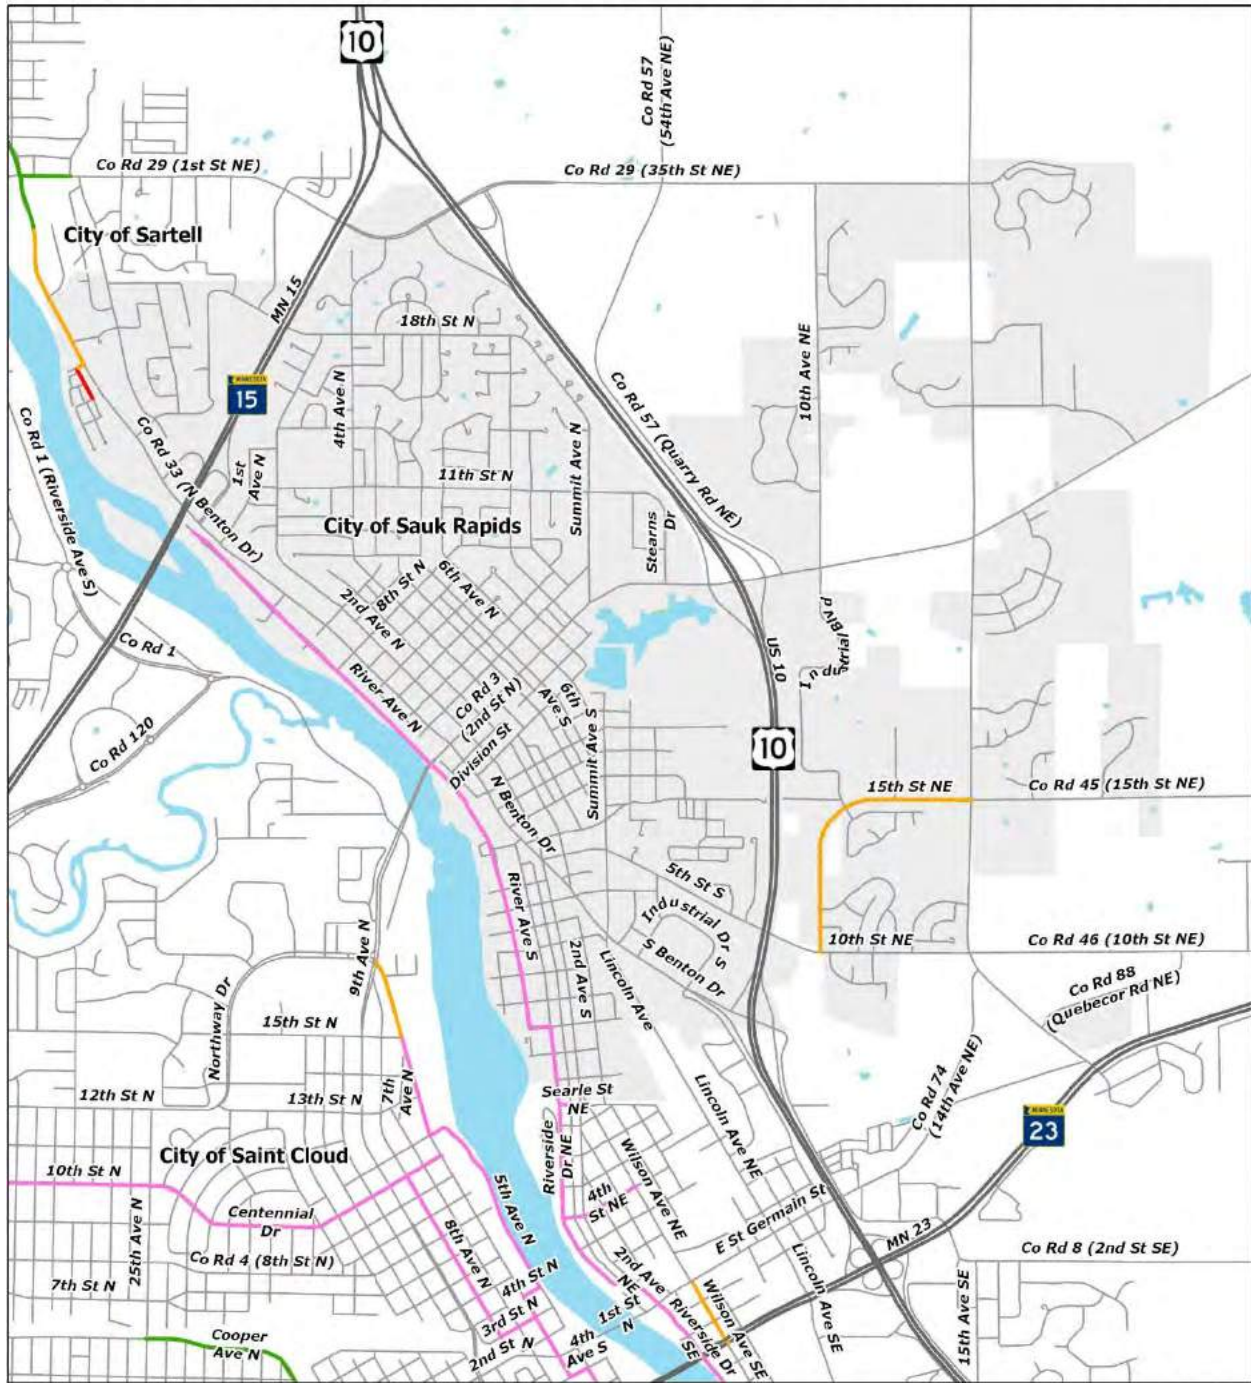 10
Co Rd 57
(54th Ave NE)
Co Rd 29 (1st St NE)
Co Rd 29 (35th St NE)
City of Sartell
MN 15
18th St N
MINNESOTA
15
4th Ave N
10th Ave NE
Co Rd 57 (Quarry Rd NE)
Co Rd 1 (Riverside Ave S)
Co Rd 33 (N Benton Dr)
1st
Ave N
11th St N
Summit Ave N
City of Sauk Rapids
Stearns
Dr
6th Ave N
8th St N
2nd Ave N
Industrial Blvd
Co Rd 1
US 10
River Ave N
Co Rd 3
(2nd St N)
6th
Ave S
Summit Ave S
Division St
Co Rd 120
10
N Benton Dr
15th St NE
Co Rd 45 (15th St NE)
5th St S
River Ave S
Industrial Dr S
10th St NE
Co Rd 46 (10th St NE)
9th Ave N
2nd Ave S
S Benton Dr
Lincoln Ave
Co Rd 88
(Quebecor Rd NE)
Northway Dr
15th St N
7th
Ave N
12th St N
13th St N
Searle St
NE
Lincoln Ave NE
Co Rd 74
(14th Ave NE)
MINNESOTA
23
City of Saint Cloud
Riverside
Dr NE
Wilson Ave NE
10th St N
5th Ave N
4th
St NE
Centennial
Dr
E St Germain St
25th Ave N
8th Ave N
MN 23
Co Rd 4 (8th St N)
Co Rd 8 (2nd St SE)
7th St N
4th St N
2nd Ave
NE
Lincoln Ave SE
3rd St N
1st St
N
Riverside Dr
SE
Wilson Ave SE
15th Ave SE
Cooper
Ave N
2nd St N
4th
Ave S